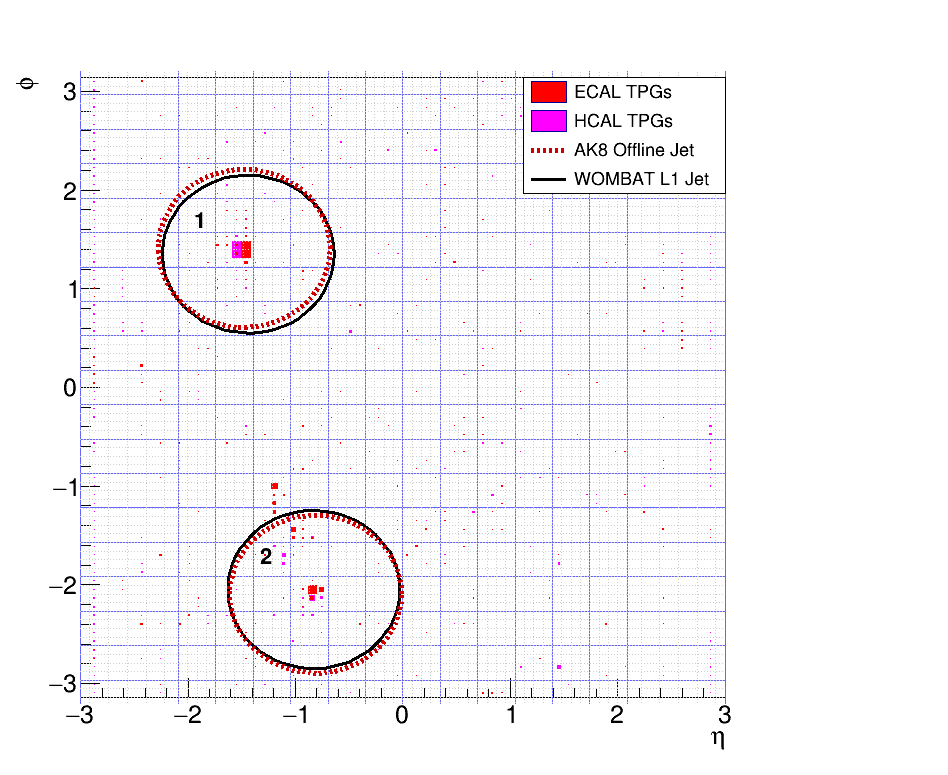 φ
3
ECAL TPGs
HCAL TPGs
AK8 Offline Jet
2
WOMBAT L1 Jet
1
1
0
−1
2
−2
−3
−3 −2 −1 0 1 2 3
η